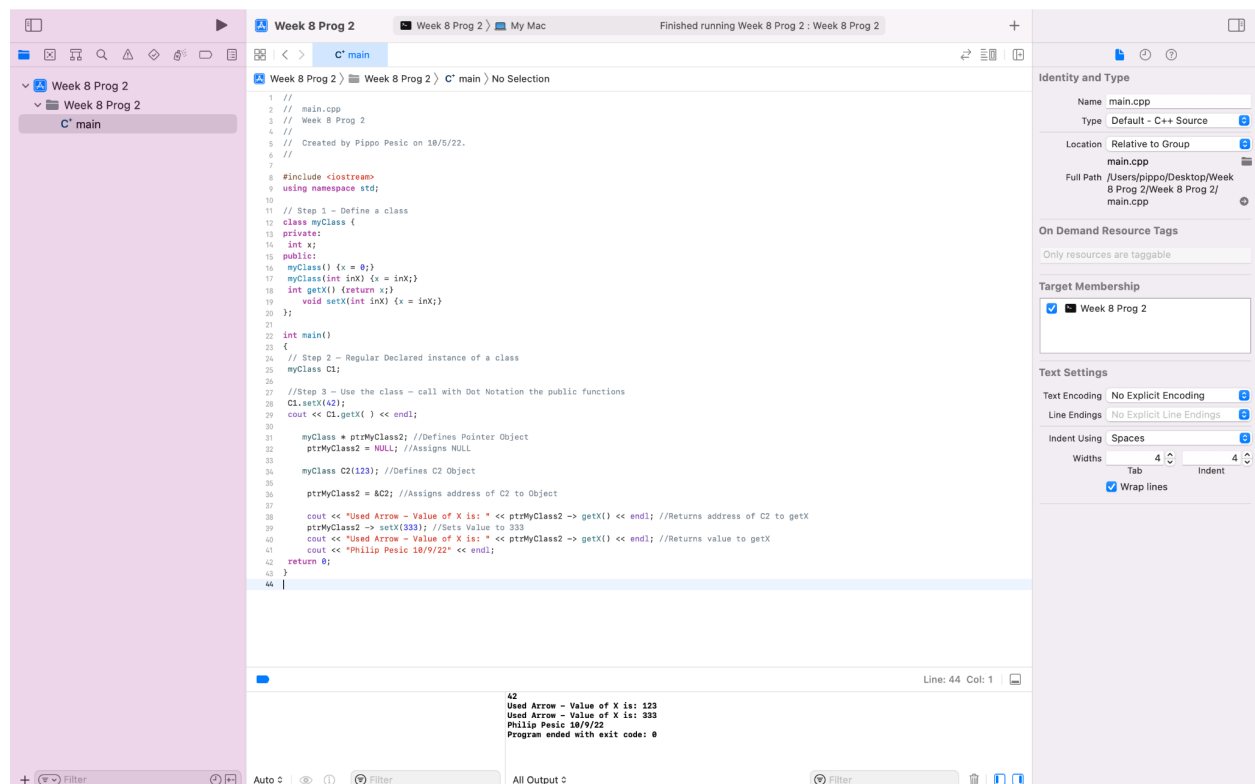 Week 8 Prog 2
Week 8 Prog 2 〉 My Mac
Finished running Week 8 Prog 2 : Week 8 Prog 2
C+ main
Week 8 Prog 2 〉 Week 8 Prog 2 〉 C+ main 〉 No Selection
Week 8 Prog 2
Week 8 Prog 2
C+ main
1 //
2 //  main.cpp
3 //  Week 8 Prog 2
4 //
5 //  Created by Pippo Pesic on 10/5/22.
6 //
7
8 #include <iostream>
9 using namespace std;
10
11 // Step 1 – Define a class
12 class myClass {
13 private:
14  int x;
15 public:
16  myClass() {x = 0;}
17  myClass(int inX) {x = inX;}
18  int getX() {return x;}
19     void setX(int inX) {x = inX;}
20 };
21
22 int main()
23 {
24  // Step 2 – Regular Declared instance of a class
25  myClass C1;
26
27  //Step 3 – Use the class – call with Dot Notation the public functions
28  C1.setX(42);
29  cout << C1.getX( ) << endl;
30
31     myClass * ptrMyClass2; //Defines Pointer Object
32      ptrMyClass2 = NULL; //Assigns NULL
33
34     myClass C2(123); //Defines C2 Object
35
36      ptrMyClass2 = &C2; //Assigns address of C2 to Object
37
38      cout << "Used Arrow – Value of X is: " << ptrMyClass2 -> getX() << endl; //Returns address of C2 to getX
39      ptrMyClass2 -> setX(333); //Sets Value to 333
40      cout << "Used Arrow – Value of X is: " << ptrMyClass2 -> getX() << endl; //Returns value to getX
41      cout << "Philip Pesic 10/9/22" << endl;
42  return 0;
43 }
44
Line: 44 Col: 1
42
Used Arrow – Value of X is: 123
Used Arrow – Value of X is: 333
Philip Pesic 10/9/22
Program ended with exit code: 0
Filter
Auto
Filter
All Output
Filter
Identity and Type
Name main.cpp
Type Default - C++ Source
Location Relative to Group
main.cpp
Full Path /Users/pippo/Desktop/Week
8 Prog 2/Week 8 Prog 2/
main.cpp
On Demand Resource Tags
Only resources are taggable
Target Membership
Week 8 Prog 2
Text Settings
Text Encoding No Explicit Encoding
Line Endings No Explicit Line Endings
Indent Using Spaces
Widths 4 4
Tab Indent
Wrap lines